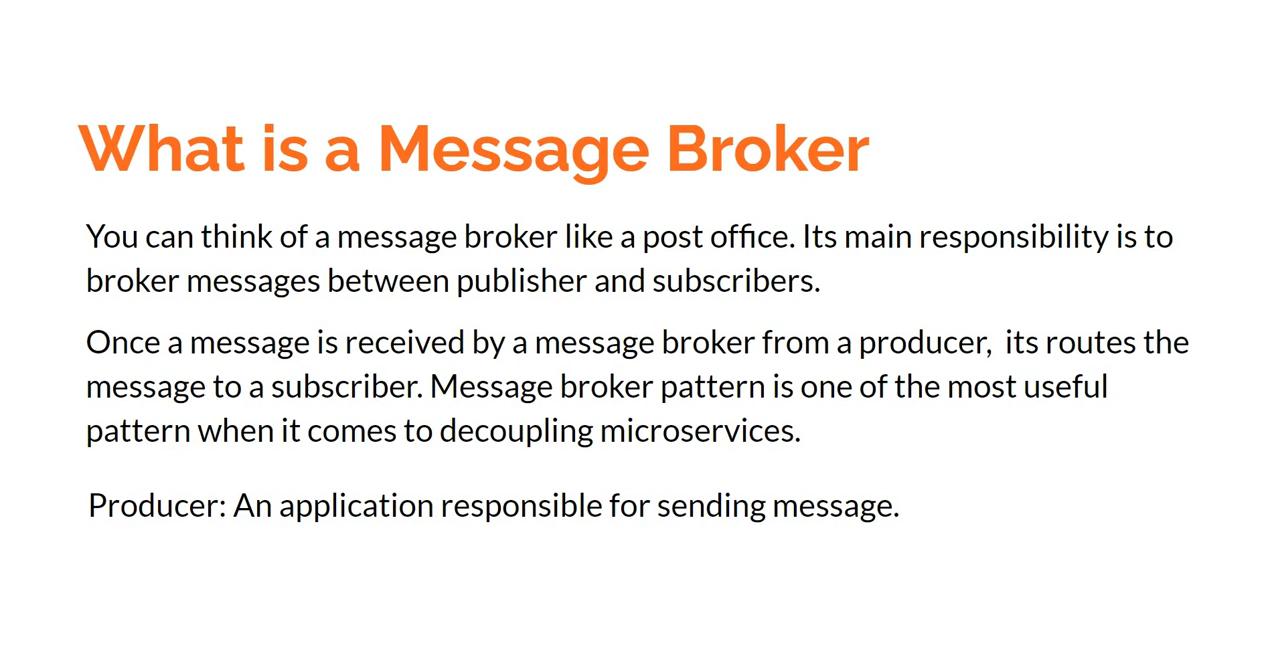 What is a Message Broker
You can think of a message broker like a post office. Its main responsibility is to
broker messages between publisher and subscribers.
Once a message is received by a message broker from a producer,  its routes the
message to a subscriber. Message broker pattern is one of the most useful
pattern when it comes to decoupling microservices.
Producer: An application responsible for sending message.